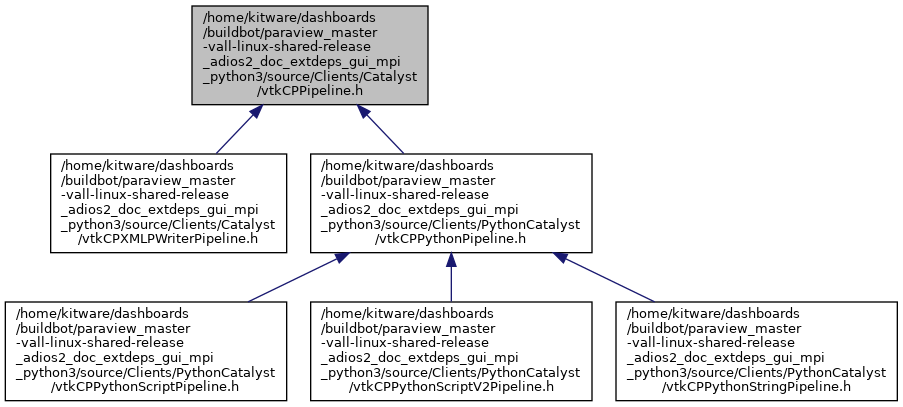 /home/kitware/dashboards
/buildbot/paraview_master
-vall-linux-shared-release
_adios2_doc_extdeps_gui_mpi
_python3/source/Clients/Catalyst
/vtkCPPipeline.h
/home/kitware/dashboards
/buildbot/paraview_master
-vall-linux-shared-release
_adios2_doc_extdeps_gui_mpi
_python3/source/Clients/Catalyst
/vtkCPXMLPWriterPipeline.h
/home/kitware/dashboards
/buildbot/paraview_master
-vall-linux-shared-release
_adios2_doc_extdeps_gui_mpi
_python3/source/Clients/PythonCatalyst
/vtkCPPythonPipeline.h
/home/kitware/dashboards
/buildbot/paraview_master
-vall-linux-shared-release
_adios2_doc_extdeps_gui_mpi
_python3/source/Clients/PythonCatalyst
/vtkCPPythonScriptPipeline.h
/home/kitware/dashboards
/buildbot/paraview_master
-vall-linux-shared-release
_adios2_doc_extdeps_gui_mpi
_python3/source/Clients/PythonCatalyst
/vtkCPPythonScriptV2Pipeline.h
/home/kitware/dashboards
/buildbot/paraview_master
-vall-linux-shared-release
_adios2_doc_extdeps_gui_mpi
_python3/source/Clients/PythonCatalyst
/vtkCPPythonStringPipeline.h